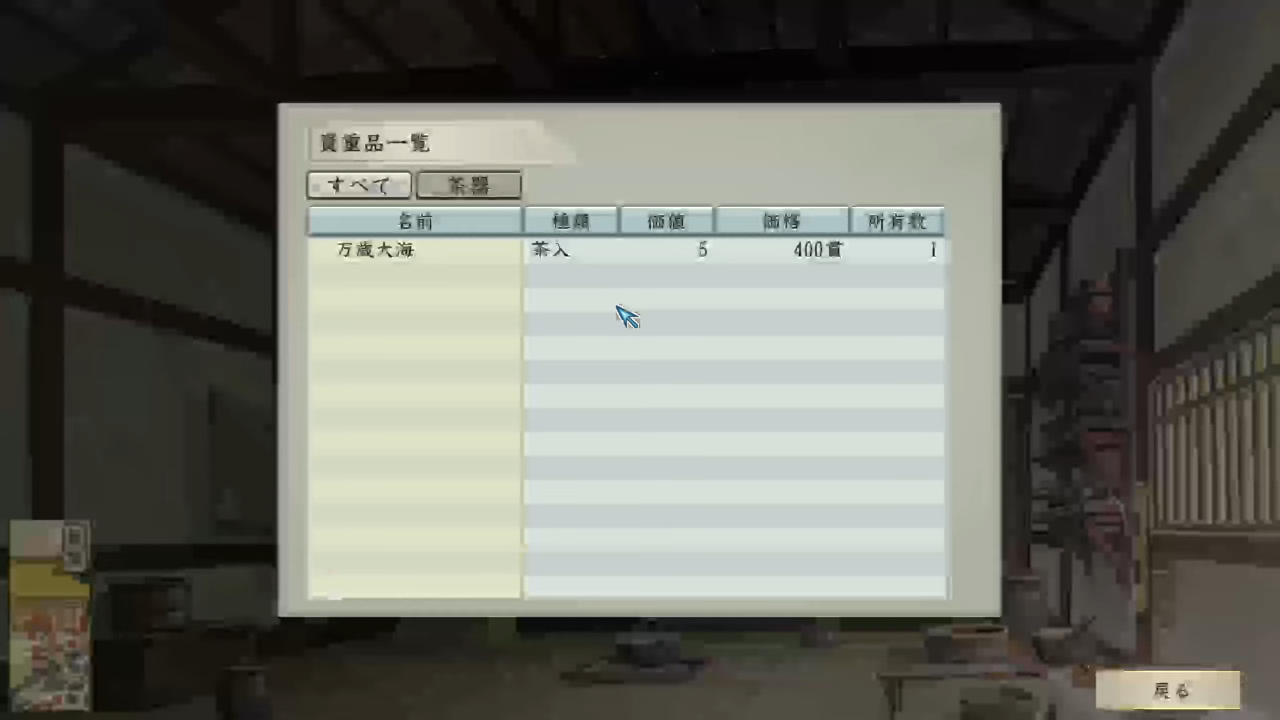 貴重品一覧
すべて 茶器
名前 種類 価値 価格 所有数
万歳大海 茶入 5 400貫 1
戻る